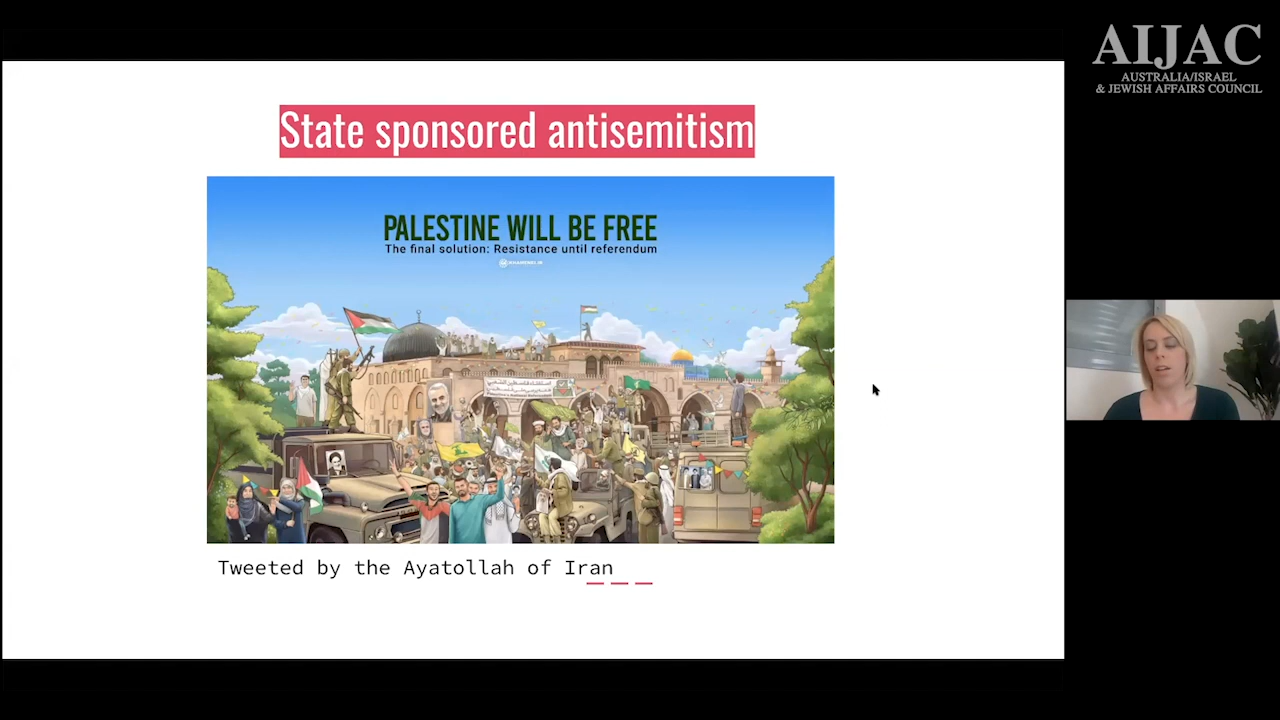 AIJAC
AUSTRALIA/ISRAEL
& JEWISH AFFAIRS COUNCIL
State sponsored antisemitism
PALESTINE WILL BE FREE
The final solution: Resistance until referendum
Tweeted by the Ayatollah of Iran